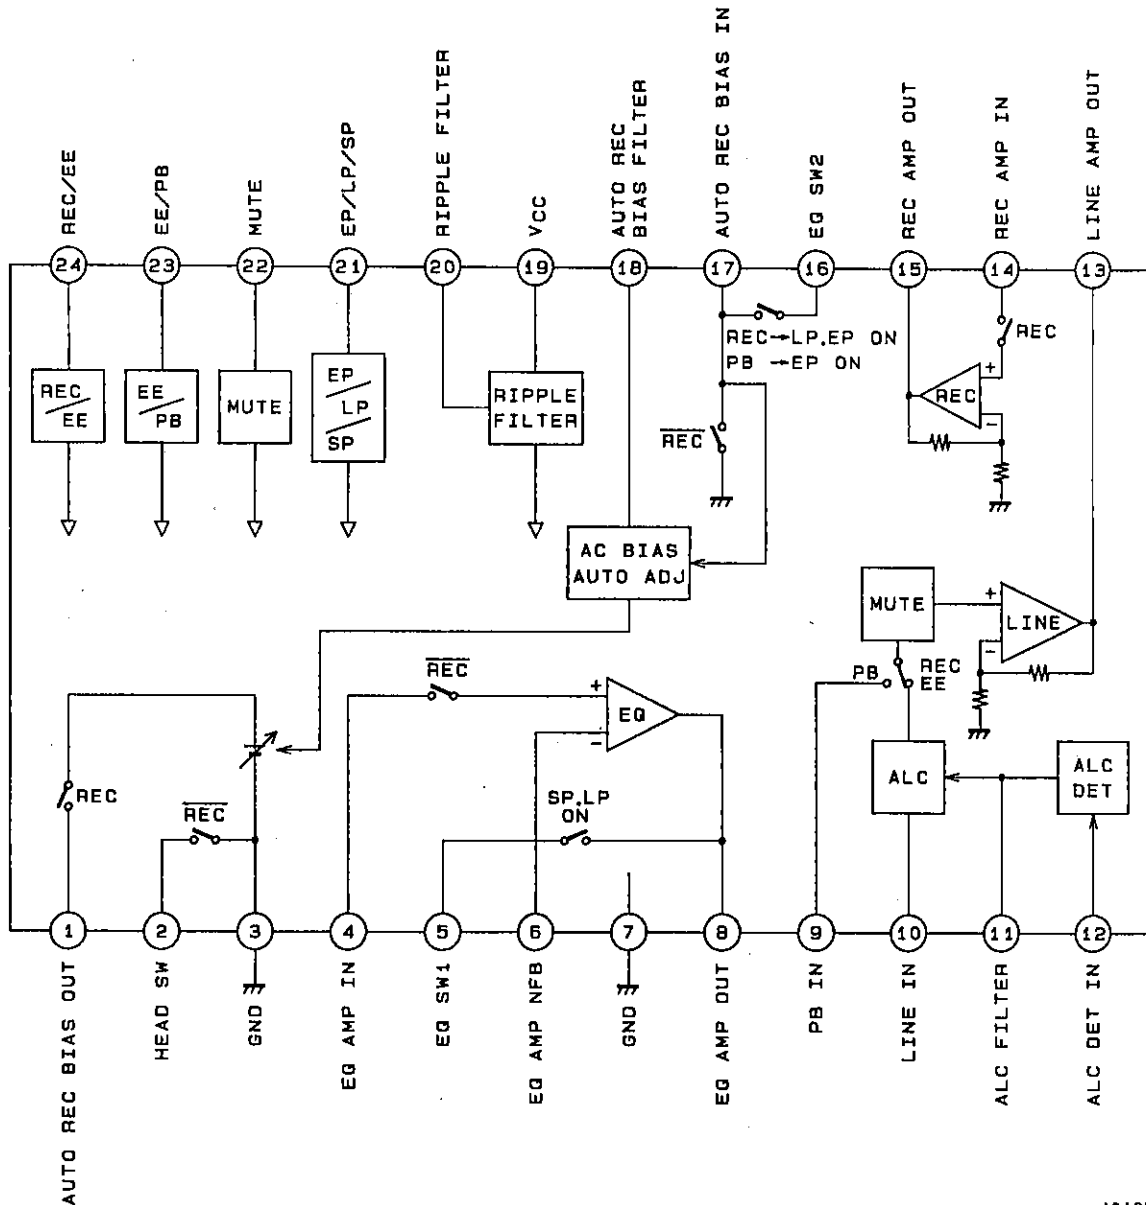 REC/EE
EE/PB
MUTE
EP/LP/SP
RIPPLE FILTER
VCC
AUTO REC
BIAS FILTER
AUTO REC BIAS IN
EQ SW2
REC AMP OUT
REC AMP IN
LINE AMP OUT
24
23
22
21
20
19
18
17
16
15
14
13
REC
EE
EE
PB
MUTE
EP
LP
SP
RIPPLE
FILTER
REC→LP.EP ON
PB →EP ON
REC
REC
+
REC
-
AC BIAS
AUTO ADJ
MUTE
+
LINE
-
PB
REC
EE
REC
+
EQ
-
REC
REC
SP.LP
ON
ALC
ALC
DET
1
2
3
4
5
6
7
8
9
10
11
12
AUTO REC BIAS OUT
HEAD SW
GND
EQ AMP IN
EQ SW1
EQ AMP NFB
GND
EQ AMP OUT
PB IN
LINE IN
ALC FILTER
ALC DET IN